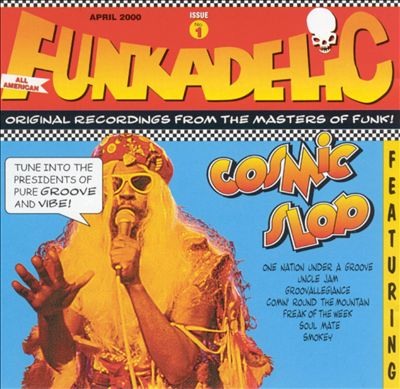 APRIL 2000
ISSUE
No. 1
FUNKADELIC
ALL AMERICAN
ORIGINAL RECORDINGS FROM THE MASTERS OF FUNK!
TUNE INTO THE
PRESIDENTS OF
PURE GROOVE
AND VIBE!
COSMIC
SLOP
ONE NATION UNDER A GROOVE
UNCLE JAM
GROOVALLEGIANCE
COMIN' ROUND THE MOUNTAIN
FREAK OF THE WEEK
SOUL MATE
SMOKEY
FEATURING